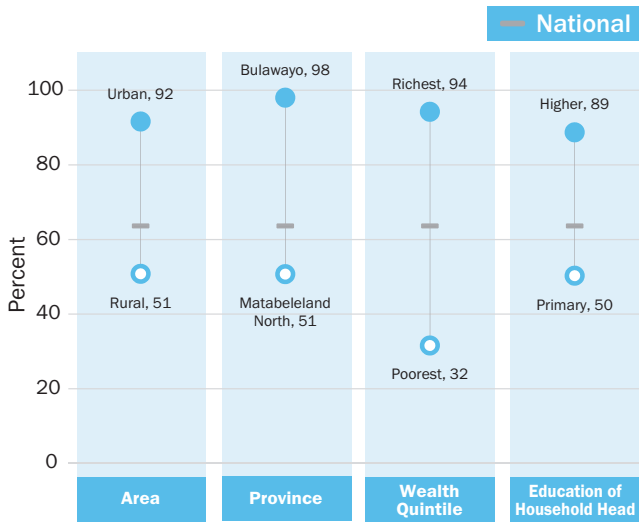 National
Percent
100
80
60
40
20
0
Urban, 92
Rural, 51
Bulawayo, 98
Matabeleland
North, 51
Richest, 94
Poorest, 32
Higher, 89
Primary, 50
Area
Province
Wealth
Quintile
Education of
Household Head